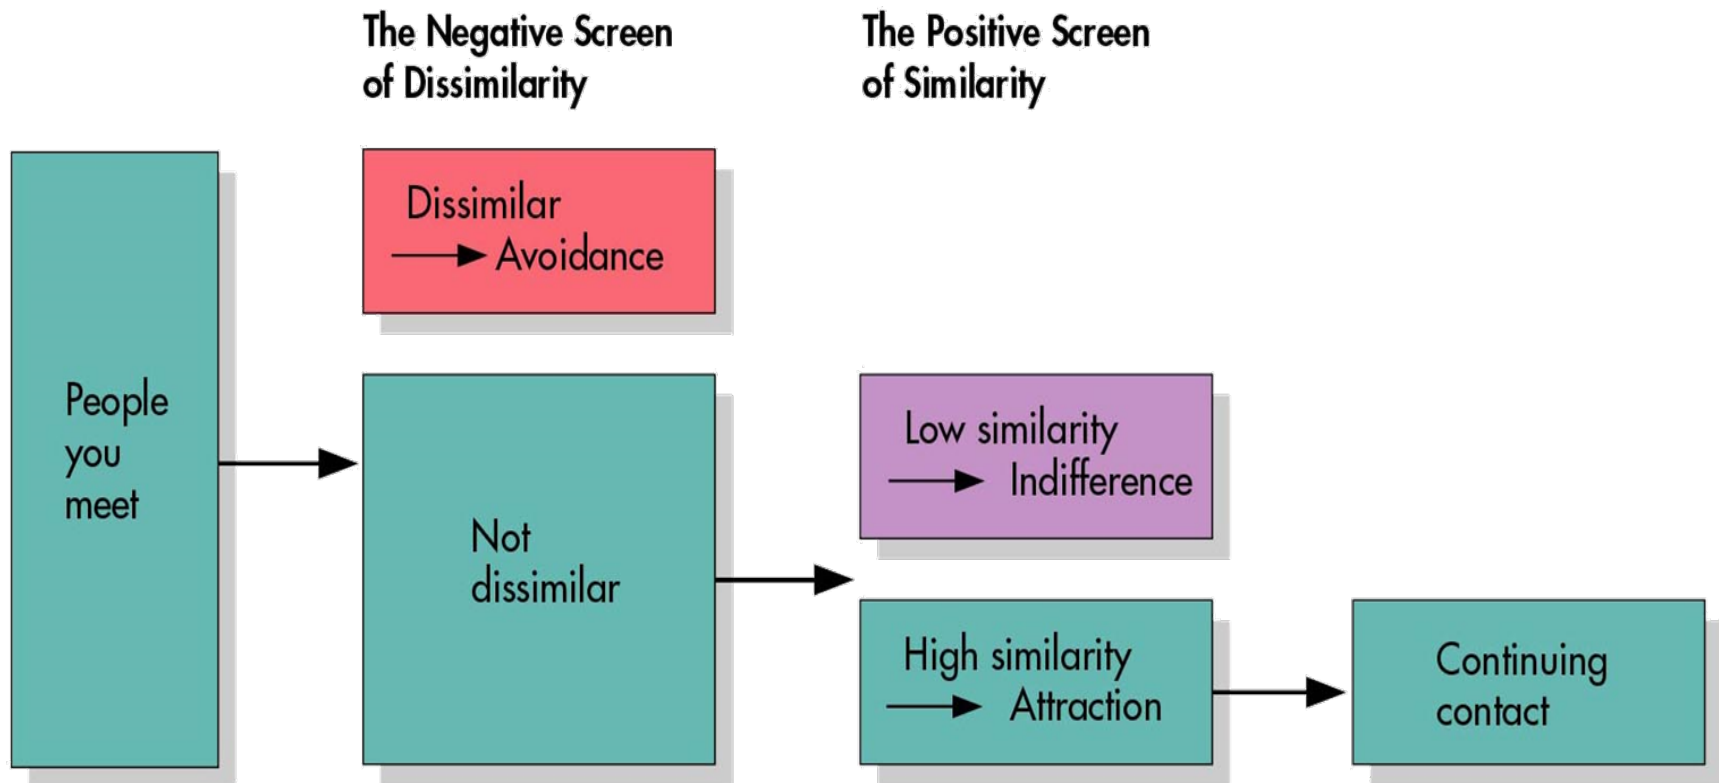 The Negative Screen
of Dissimilarity
The Positive Screen
of Similarity
People
you
meet
Dissimilar
Avoidance
Not
dissimilar
Low similarity
Indifference
High similarity
Attraction
Continuing
contact